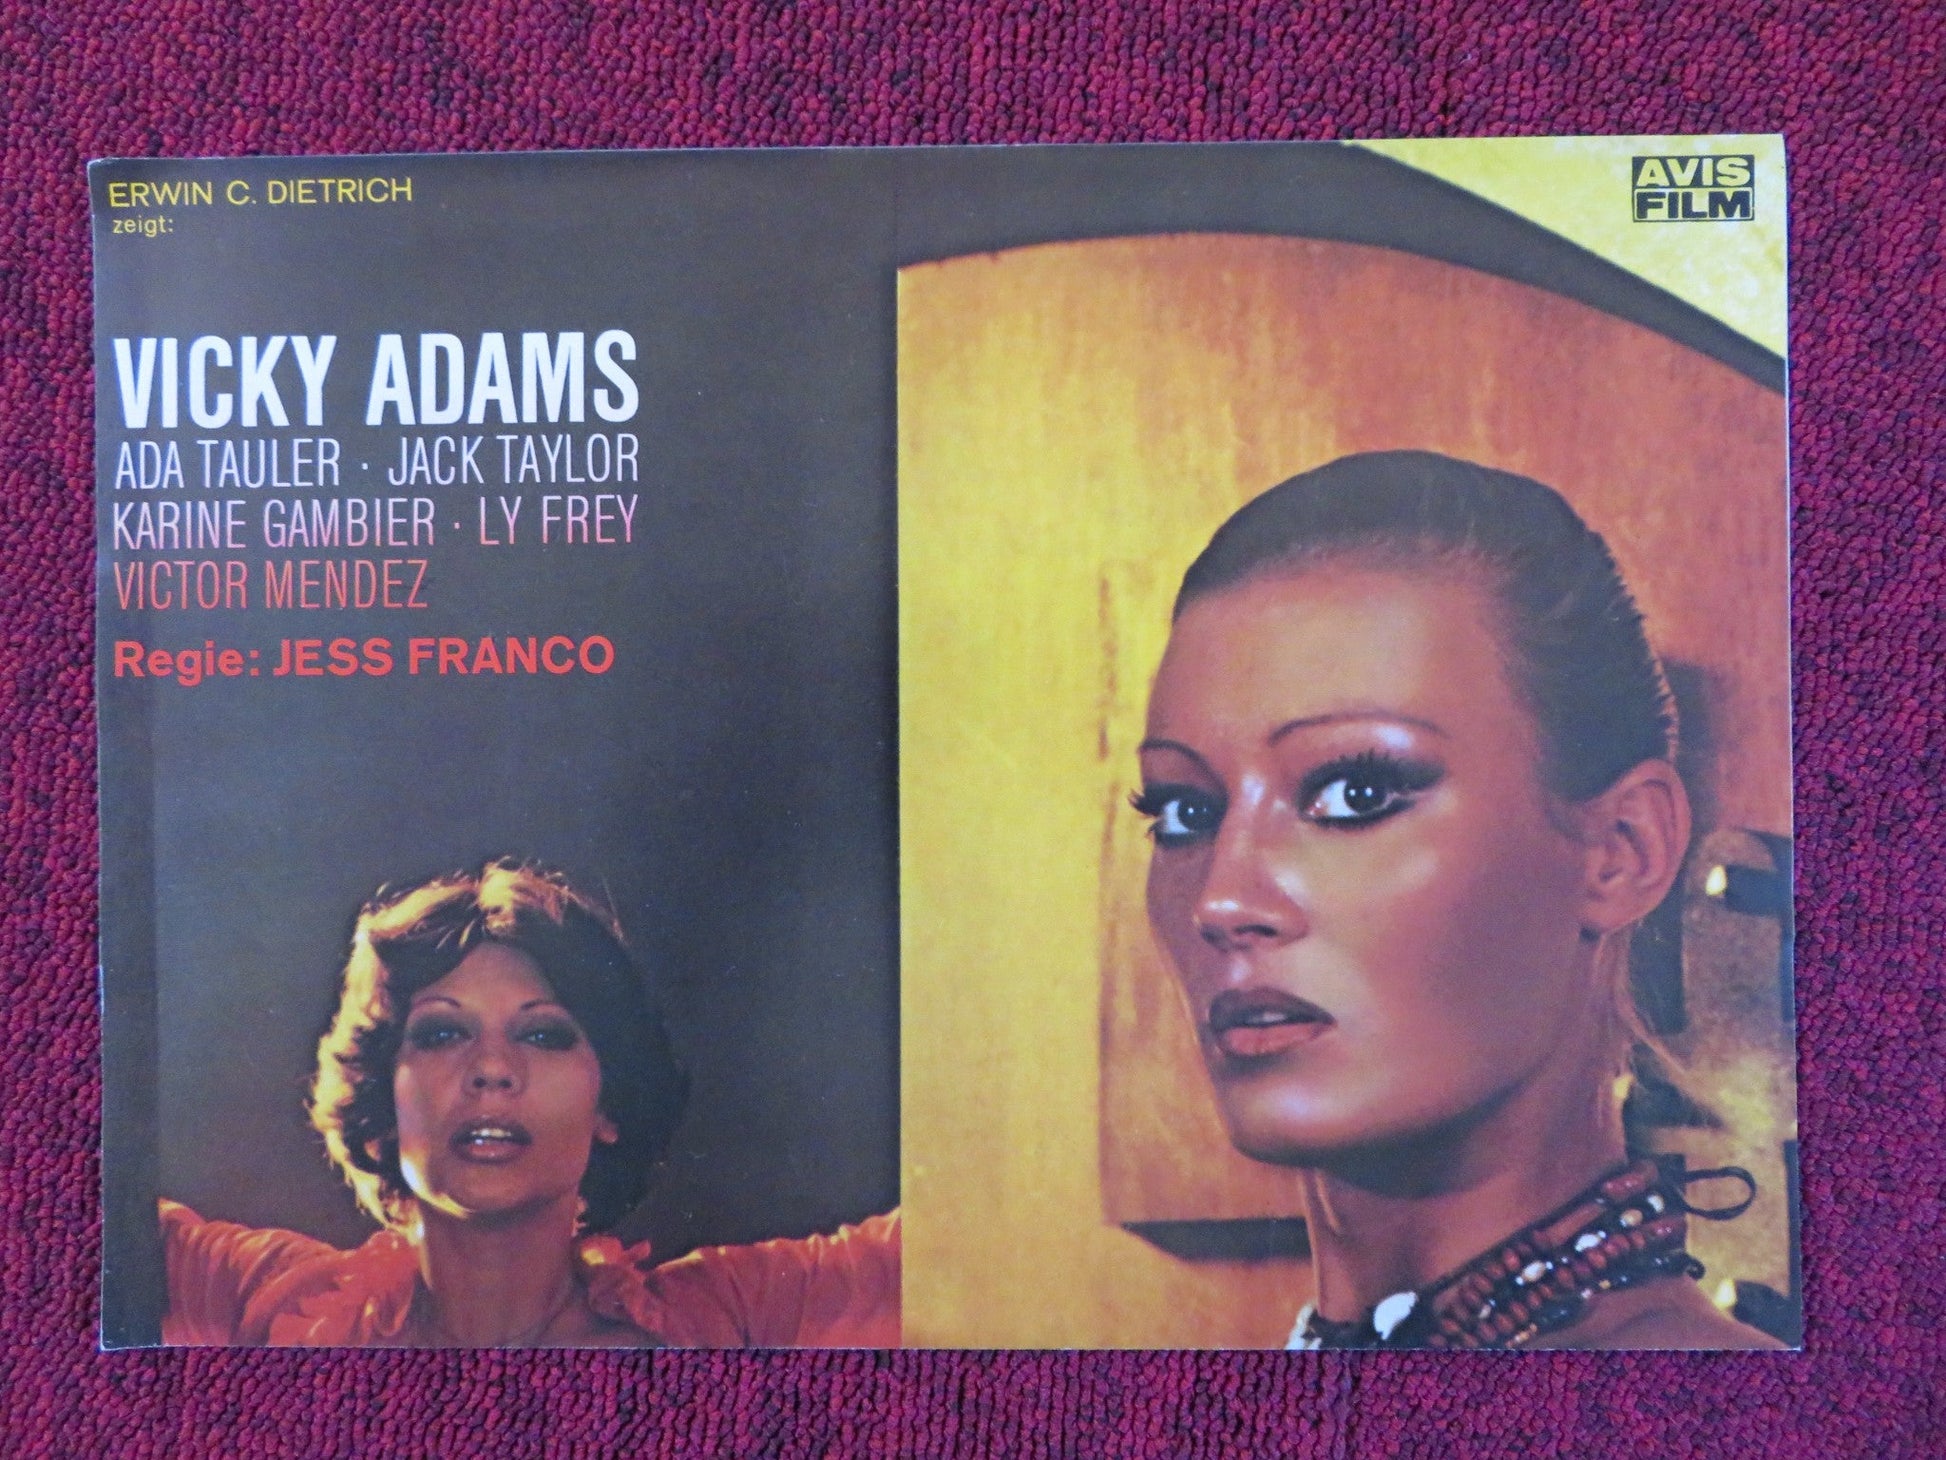 ERWIN C. DIETRICH
zeigt:
AVIS
FILM
VICKY ADAMS
ADA TAULER · JACK TAYLOR
KARINE GAMBIER · LY FREY
VICTOR MENDEZ
Regie: JESS FRANCO